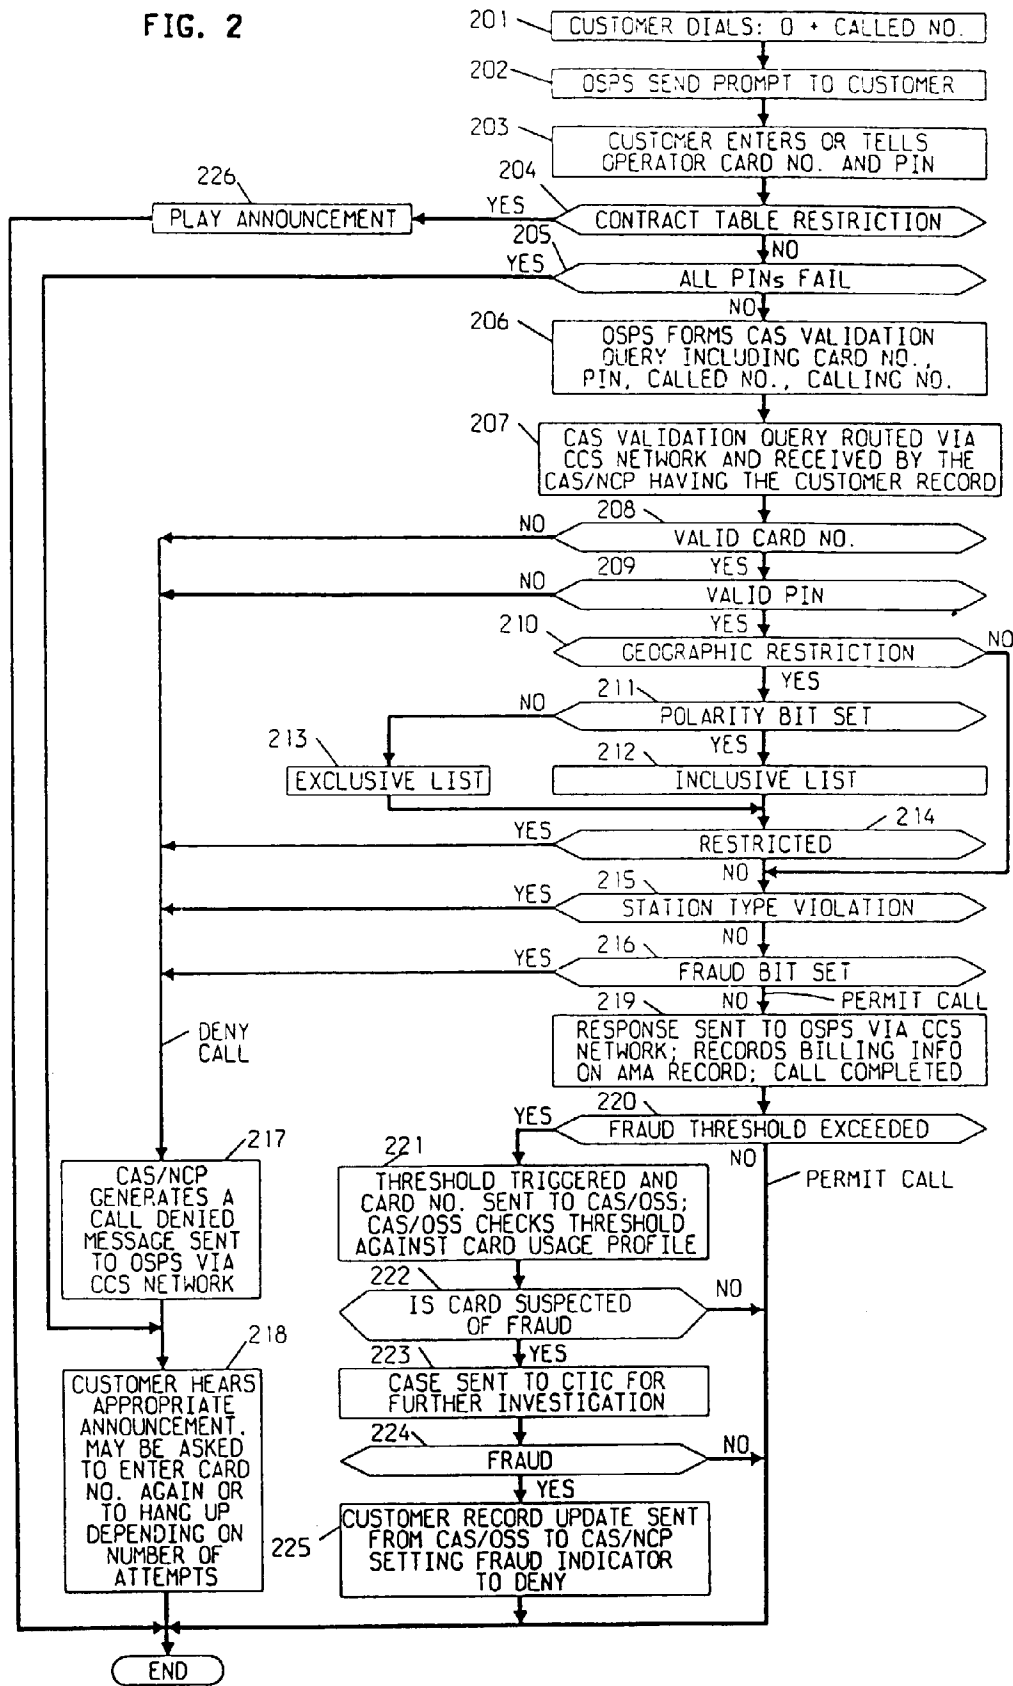 FIG. 2
201
CUSTOMER DIALS: 0 + CALLED NO.
202
OSPS SEND PROMPT TO CUSTOMER
203
CUSTOMER ENTERS OR TELLS
OPERATOR CARD NO. AND PIN
204
226
YES
PLAY ANNOUNCEMENT
CONTRACT TABLE RESTRICTION
205
NO
YES
ALL PINs FAIL
NO
206
OSPS FORMS CAS VALIDATION
QUERY INCLUDING CARD NO.,
PIN, CALLED NO., CALLING NO.
207
CAS VALIDATION QUERY ROUTED VIA
CCS NETWORK AND RECEIVED BY THE
CAS/NCP HAVING THE CUSTOMER RECORD
208
NO
VALID CARD NO.
209
YES
NO
VALID PIN
210
YES
NO
GEOGRAPHIC RESTRICTION
211
YES
NO
POLARITY BIT SET
213
212
YES
EXCLUSIVE LIST
INCLUSIVE LIST
214
YES
RESTRICTED
NO
215
YES
STATION TYPE VIOLATION
216
NO
YES
FRAUD BIT SET
219
NO
PERMIT CALL
DENY
CALL
RESPONSE SENT TO OSPS VIA CCS
NETWORK; RECORDS BILLING INFO
ON AMA RECORD; CALL COMPLETED
220
YES
FRAUD THRESHOLD EXCEEDED
217
221
NO
PERMIT CALL
CAS/NCP
GENERATES A
CALL DENIED
MESSAGE SENT
TO OSPS VIA
CCS NETWORK
THRESHOLD TRIGGERED AND
CARD NO. SENT TO CAS/OSS;
CAS/OSS CHECKS THRESHOLD
AGAINST CARD USAGE PROFILE
222
NO
IS CARD SUSPECTED
OF FRAUD
218
223
YES
CUSTOMER HEARS
APPROPRIATE
ANNOUNCEMENT.
MAY BE ASKED
TO ENTER CARD
NO. AGAIN OR
TO HANG UP
DEPENDING ON
NUMBER OF
ATTEMPTS
CASE SENT TO CTIC FOR
FURTHER INVESTIGATION
224
NO
FRAUD
YES
225
CUSTOMER RECORD UPDATE SENT
FROM CAS/OSS TO CAS/NCP
SETTING FRAUD INDICATOR
TO DENY
END